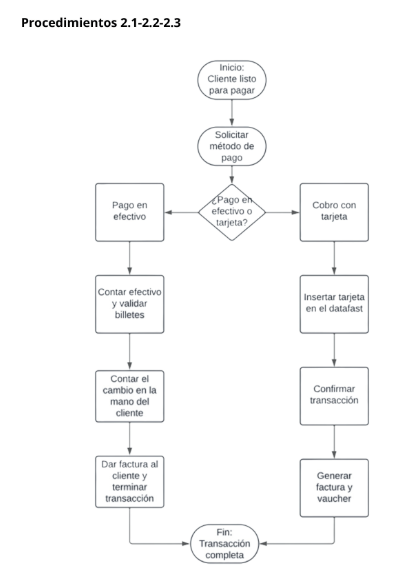 Procedimientos 2.1-2.2-2.3
Inicio:
Cliente listo
para pagar
Solicitar
método de
pago
¿Pago en
efectivo o
tarjeta?
Pago en
efectivo
Cobro con
tarjeta
Contar efectivo
y validar
billetes
Insertar tarjeta
en el datafast
Contar el
cambio en la
mano del
cliente
Confirmar
transacción
Dar factura al
cliente y
terminar
transacción
Generar
factura y
vaucher
Fin:
Transacción
completa